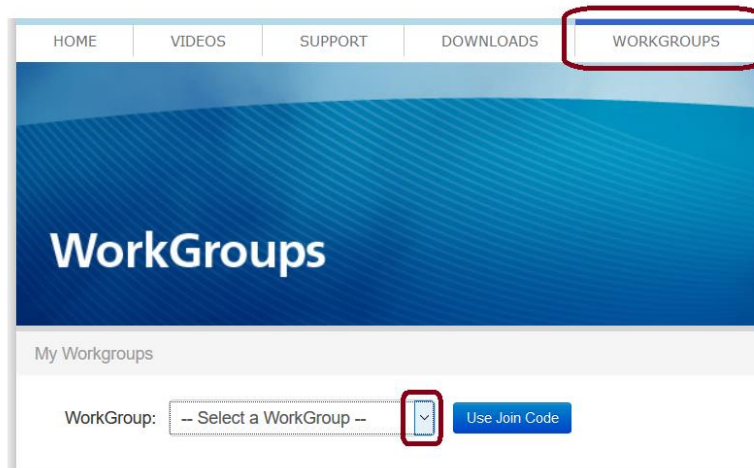 HOME VIDEOS SUPPORT DOWNLOADS WORKGROUPS
WorkGroups
My Workgroups
WorkGroup: -- Select a WorkGroup -- Use Join Code